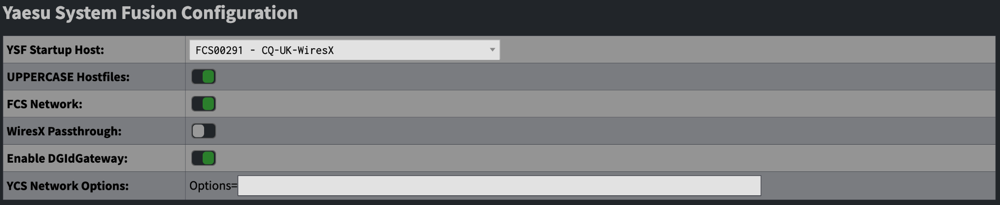 Yaesu System Fusion Configuration
YSF Startup Host: FCS00291 - CQ-UK-WiresX
UPPERCASE Hostfiles:
FCS Network:
WiresX Passthrough:
Enable DGIdGateway:
YCS Network Options: Options=